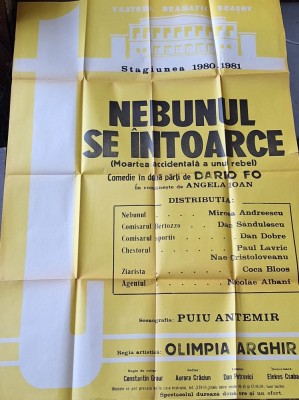 TEATRUL DRAMATIC BRAȘOV
Stagiunea 1980-1981
NEBUNUL
SE ÎNTOARCE
(Moartea accidentală a unui rebel)
Comedie în două părți de DARIO FO
În românește de ANGELA IOAN
DISTRIBUȚIA:
Nebunul Mircea Andreescu
Comisarul Bertozzo Dan Săndulescu
Comisarul sportiv Dan Dobre
Chestorul Paul Lavric
Nae Cristoloveanu
Ziarista Coca Bloos
Agentul Nicolae Albani
Scenografia: PUIU ANTEMIR
Regia artistică: OLIMPIA ARGHIR
Constantin Graur Aurora Crăciun Dan Petrovici Elekes Csaba
Spectacolul durează două ore și un sfert.